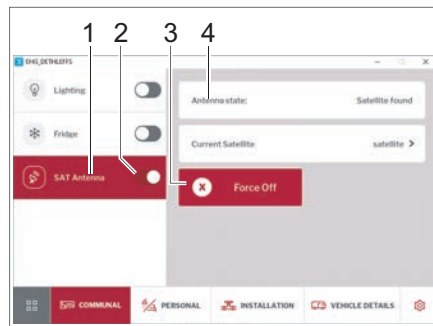 1 2 3 4
EHG_DETHLEFFS
Lighting
Antenna state: Satellite found
Fridge
Current Satellite satellite
SAT Antenna
X Force Off
COMMUNAL PERSONAL INSTALLATION VEHICLE DETAILS